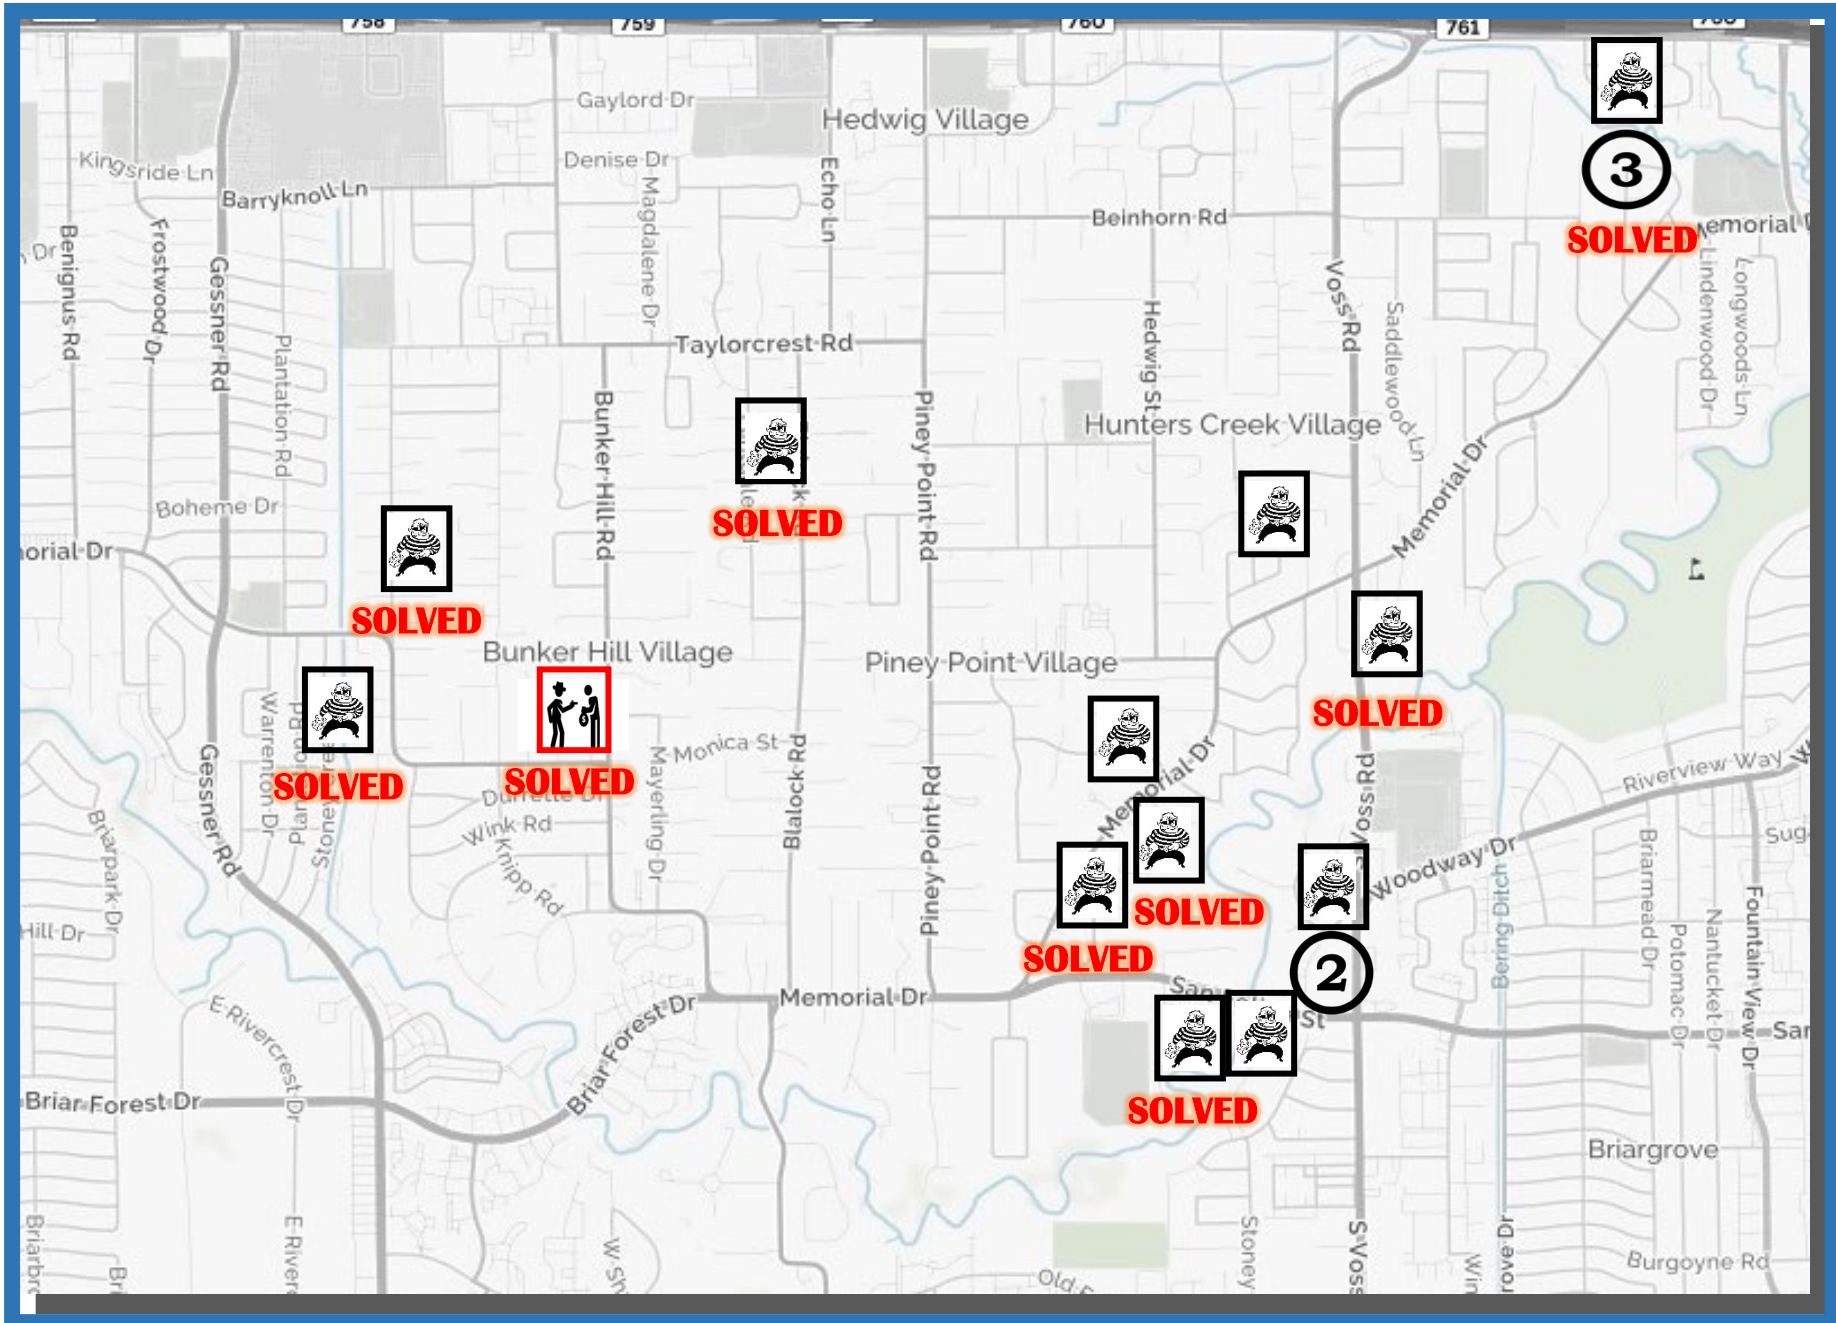 758
759
760
761
Gaylord Dr
Hedwig Village
Kingsride Ln
Denise Dr
Barryknoll Ln
Magdalene Dr
Echo Ln
3
Beinhorn Rd
SOLVED
Dr
Benignus Rd
Frostwood Dr
Gessner Rd
Voss Rd
Lindenwood Dr
Longwoods Ln
Plantation Rd
Taylorcrest Rd
Hedwig St
Saddlewood Ln
Bunker Hill Rd
Piney Point Rd
Hunters Creek Village
Memorial Dr
Boheme Dr
SOLVED
SOLVED
Bunker Hill Village
Piney Point Village
SOLVED
Warrenton Dr
SOLVED
SOLVED
Monica St
Mayerling Dr
Blalock Rd
Piney Point Rd
Memorial Dr
Voss Rd
Riverview Way
Gessner Rd
Durrette Dr
Wink Rd
Knipp Rd
Briarpark Dr
Woodway Dr
Bering Ditch
Briarmead Dr
Fountain View Dr
Nantucket Dr
Potomac Dr
SOLVED
SOLVED
Hill Dr
2
Memorial Dr
St
E Rivercrest Dr
Briar Forest Dr
Briar Forest Dr
SOLVED
Briargrove
Stoney
S Voss
Burgoyne Rd